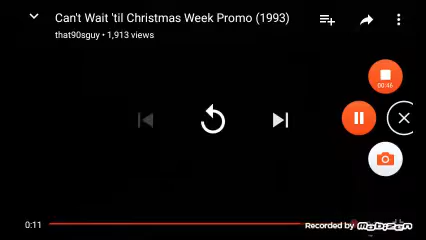 Can't Wait 'til Christmas Week Promo (1993)
that90sguy • 1,913 views
00:46
0:11
Recorded by mobizen